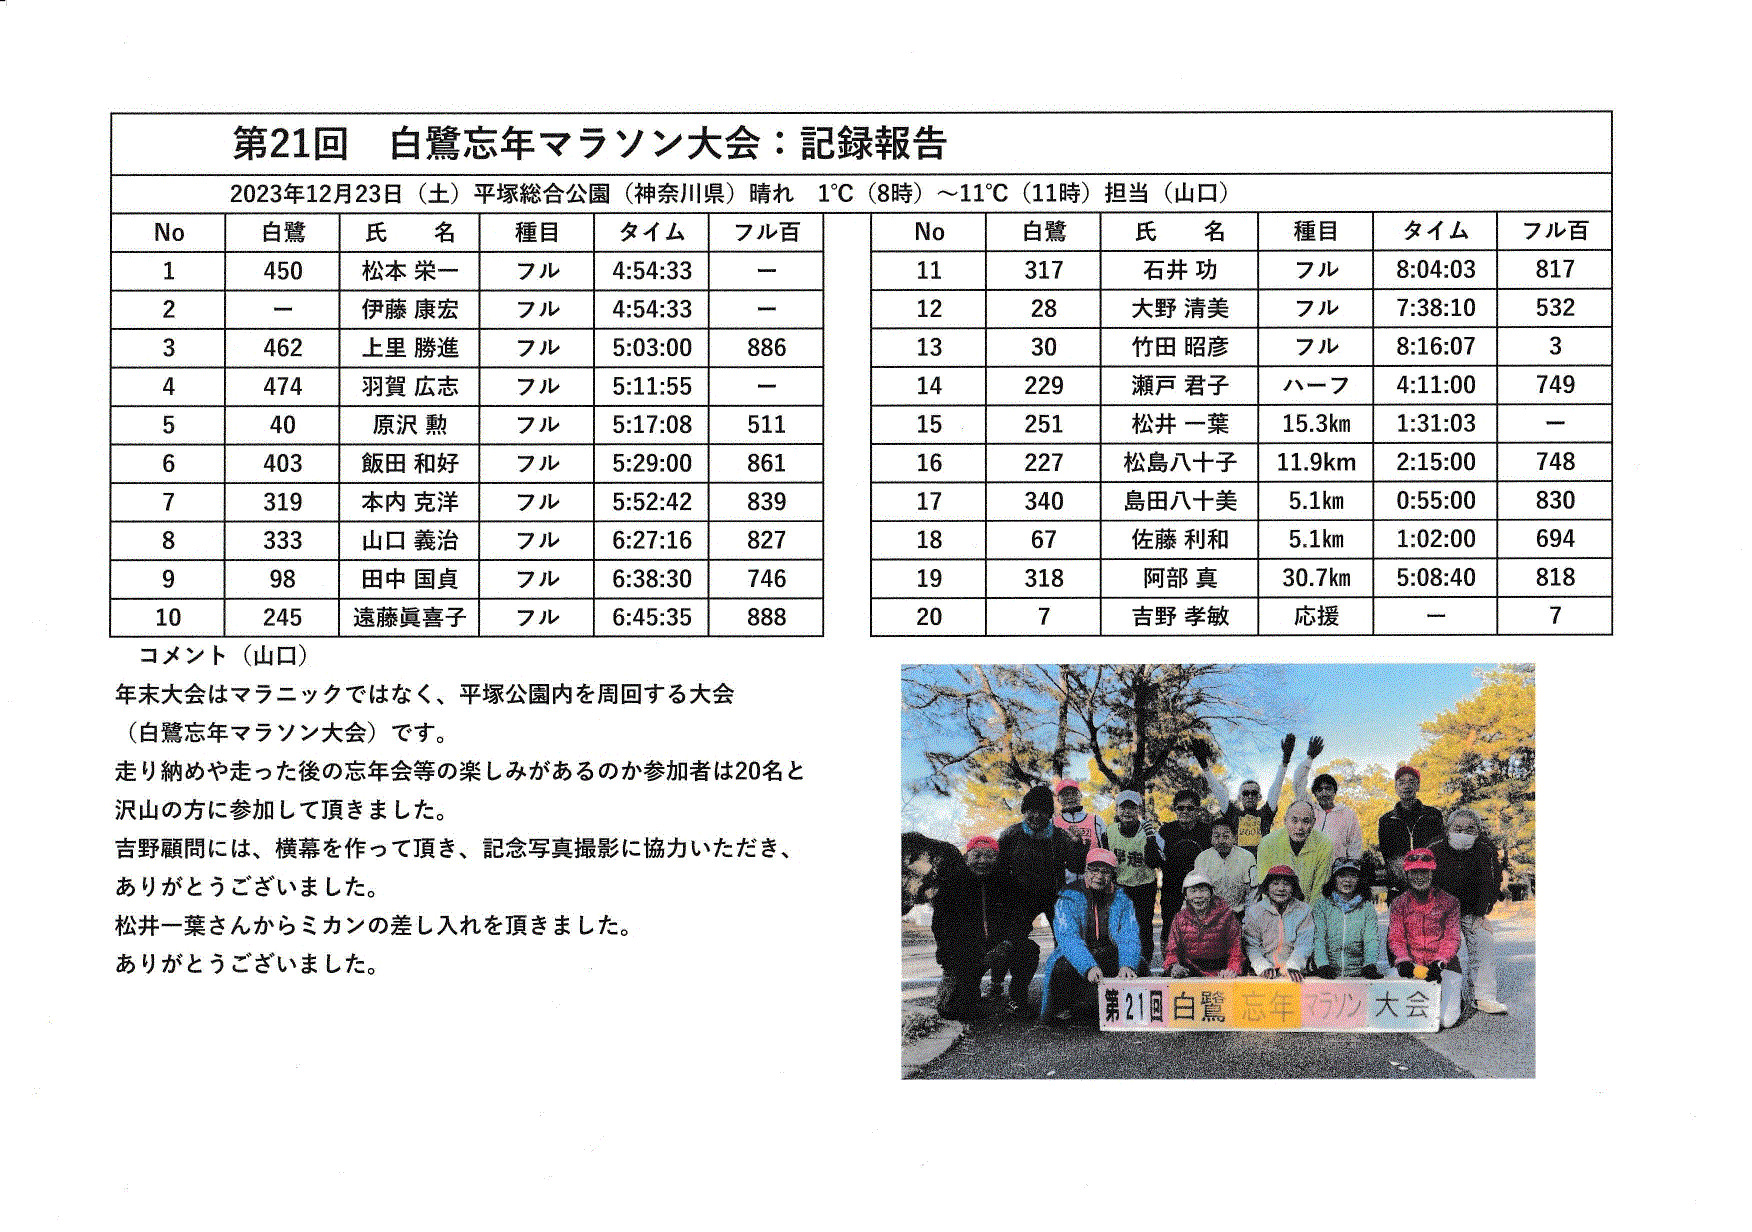 第21回　白鷺忘年マラソン大会：記録報告
2023年12月23日（土）平塚総合公園（神奈川県）晴れ　1℃（8時）～11℃（11時）担当（山口）
No 白鷺 氏　名 種目 タイム フル百
1 450 松本 栄一 フル 4:54:33 ー
2 ー 伊藤 康宏 フル 4:54:33 ー
3 462 上里 勝進 フル 5:03:00 886
4 474 羽賀 広志 フル 5:11:55 ー
5 40 原沢 勲 フル 5:17:08 511
6 403 飯田 和好 フル 5:29:00 861
7 319 本内 克洋 フル 5:52:42 839
8 333 山口 義治 フル 6:27:16 827
9 98 田中 国貞 フル 6:38:30 746
10 245 遠藤眞喜子 フル 6:45:35 888
No 白鷺 氏　名 種目 タイム フル百
11 317 石井 功 フル 8:04:03 817
12 28 大野 清美 フル 7:38:10 532
13 30 竹田 昭彦 フル 8:16:07 3
14 229 瀬戸 君子 ハーフ 4:11:00 749
15 251 松井 一葉 15.3㎞ 1:31:03 ー
16 227 松島八十子 11.9km 2:15:00 748
17 340 島田八十美 5.1㎞ 0:55:00 830
18 67 佐藤 利和 5.1㎞ 1:02:00 694
19 318 阿部 真 30.7㎞ 5:08:40 818
20 7 吉野 孝敏 応援 ー 7
コメント（山口）
年末大会はマラニックではなく、平塚公園内を周回する大会
（白鷺忘年マラソン大会）です。
走り納めや走った後の忘年会等の楽しみがあるのか参加者は20名と
沢山の方に参加して頂きました。
吉野顧問には、横幕を作って頂き、記念写真撮影に協力いただき、
ありがとうございました。
松井一葉さんからミカンの差し入れを頂きました。
ありがとうございました。
第21回 白鷺 忘年 マラソン 大会